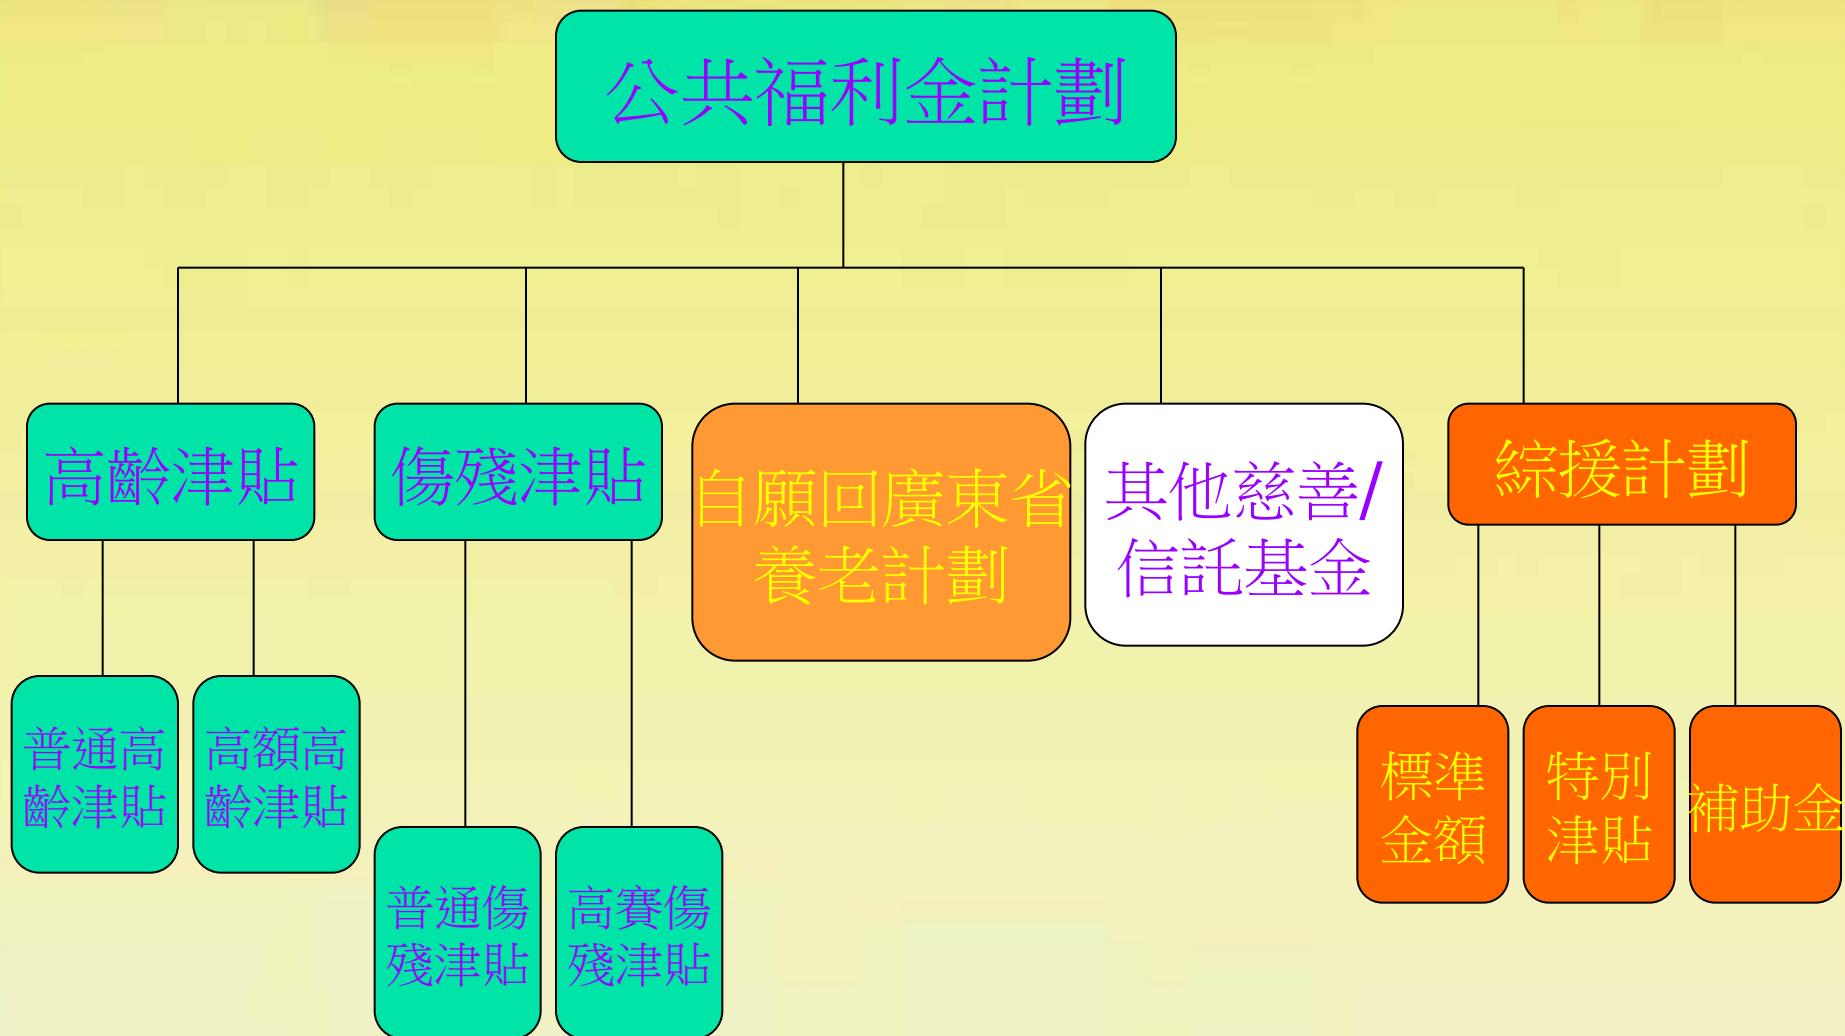 公共福利金計劃
高齡津貼
傷殘津貼
自願回廣東省
養老計劃
其他慈善/
信託基金
綜援計劃
普通高
齡津貼
高額高
齡津貼
普通傷
殘津貼
高賽傷
殘津貼
標準
金額
特別
津貼
補助金